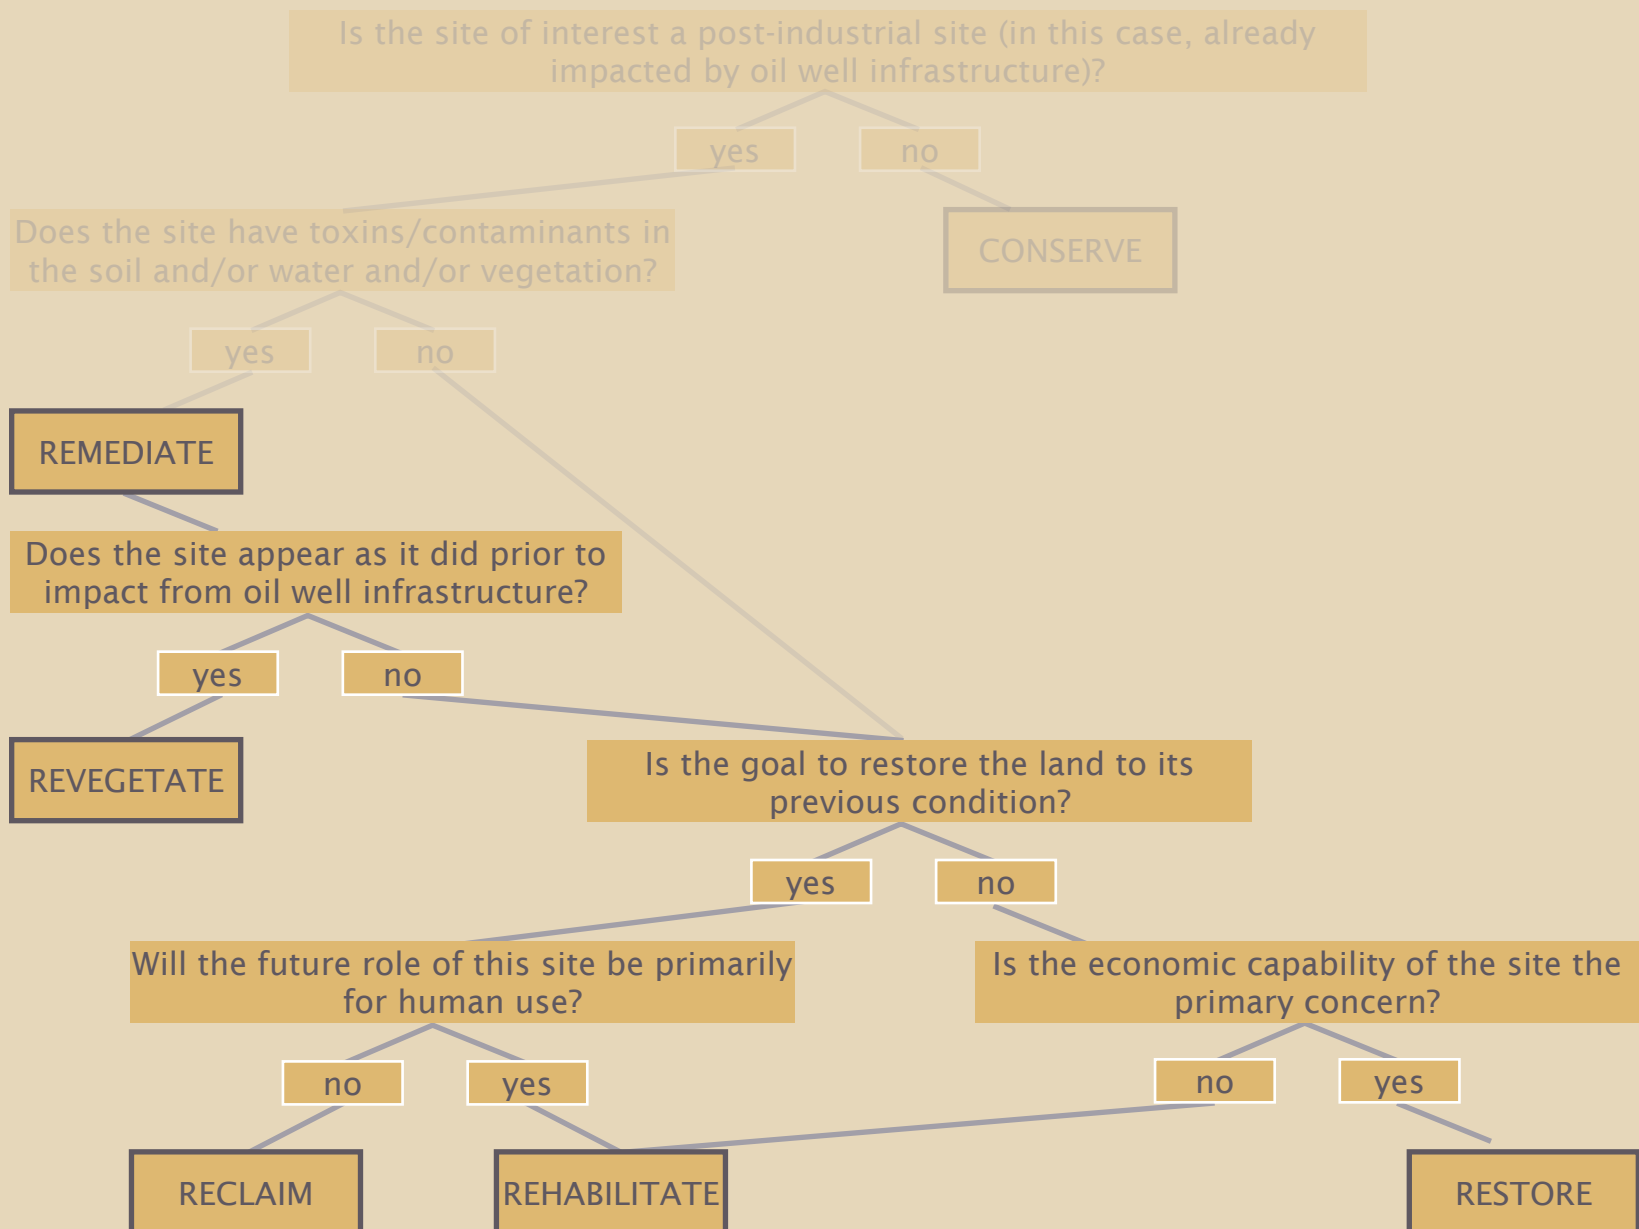 Is the site of interest a post-industrial site (in this case, already
impacted by oil well infrastructure)?
yes
no
Does the site have toxins/contaminants in
the soil and/or water and/or vegetation?
CONSERVE
yes
no
REMEDIATE
Does the site appear as it did prior to
impact from oil well infrastructure?
yes
no
REVEGETATE
Is the goal to restore the land to its
previous condition?
yes
no
Will the future role of this site be primarily
for human use?
Is the economic capability of the site the
primary concern?
no
yes
no
yes
RECLAIM
REHABILITATE
RESTORE